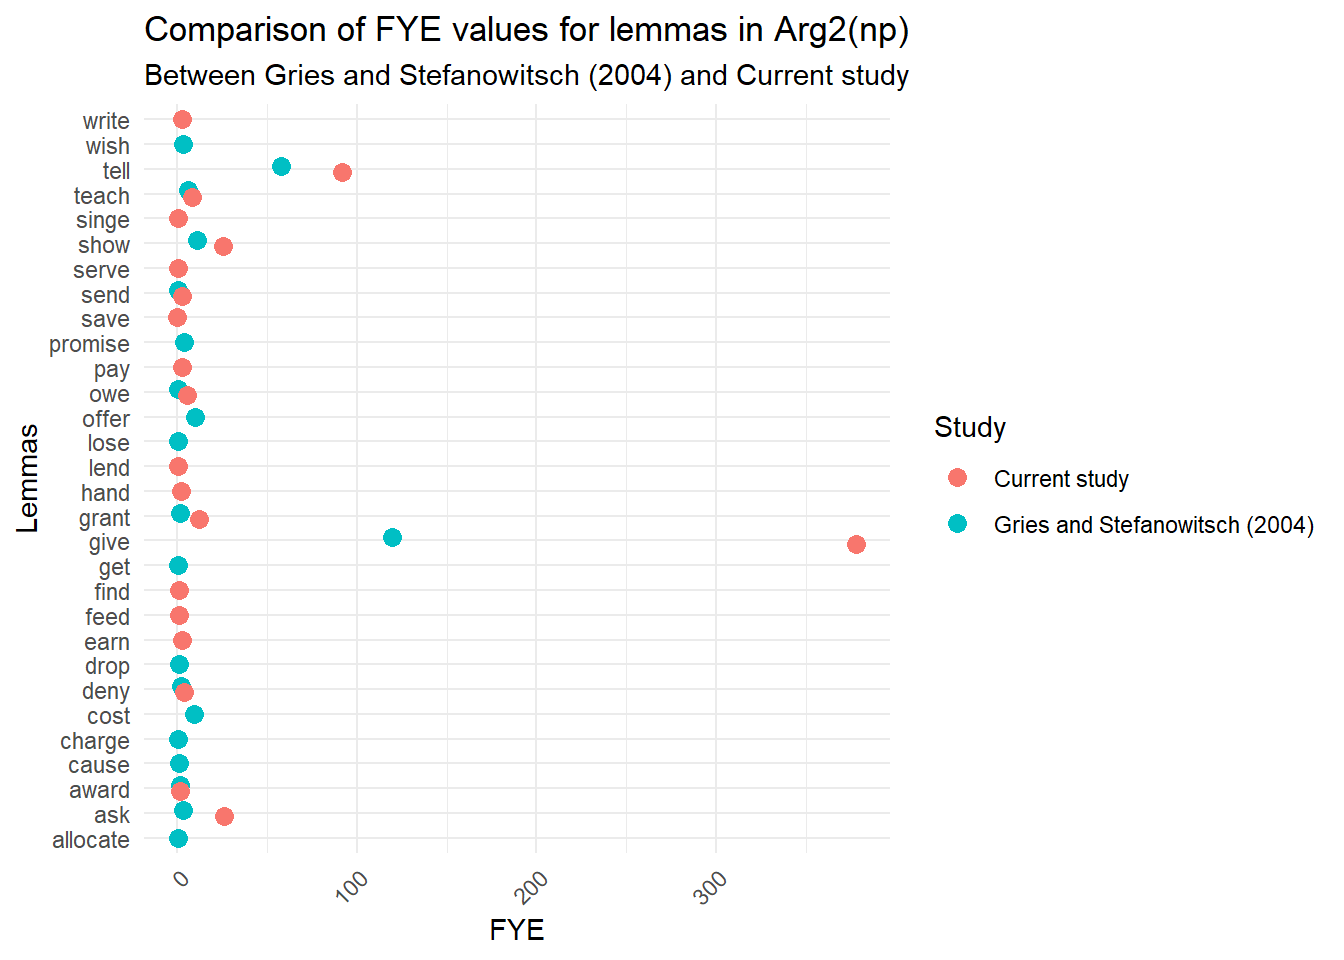 Comparison of FYE values for lemmas in Arg2(np)
Between Gries and Stefanowitsch (2004) and Current study
write
wish
tell
teach
singe
show
serve
send
save
promise
pay
owe
offer
lose
lend
hand
grant
give
get
find
feed
earn
drop
deny
cost
charge
cause
award
ask
allocate
Lemmas
0
100
200
300
FYE
Study
Current study
Gries and Stefanowitsch (2004)